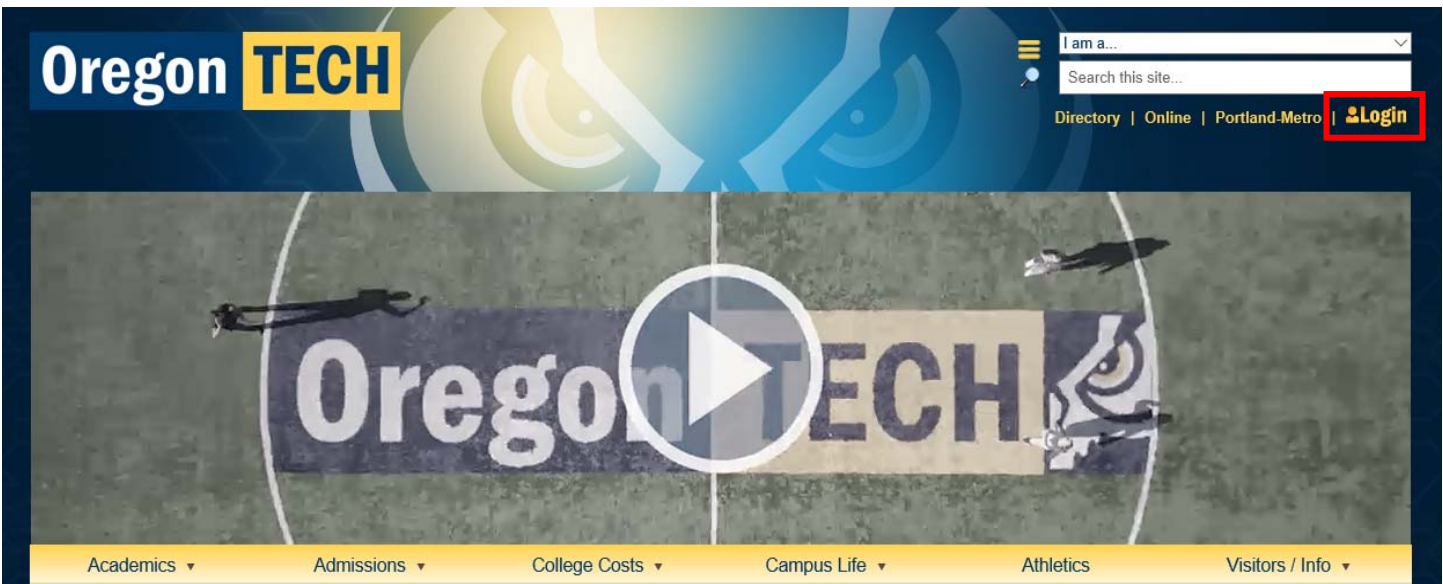 Oregon TECH
I am a...
Search this site...
Directory | Online | Portland-Metro | Login
Oregon TECH
Academics ▾ Admissions ▾ College Costs ▾ Campus Life ▾ Athletics Visitors / Info ▾